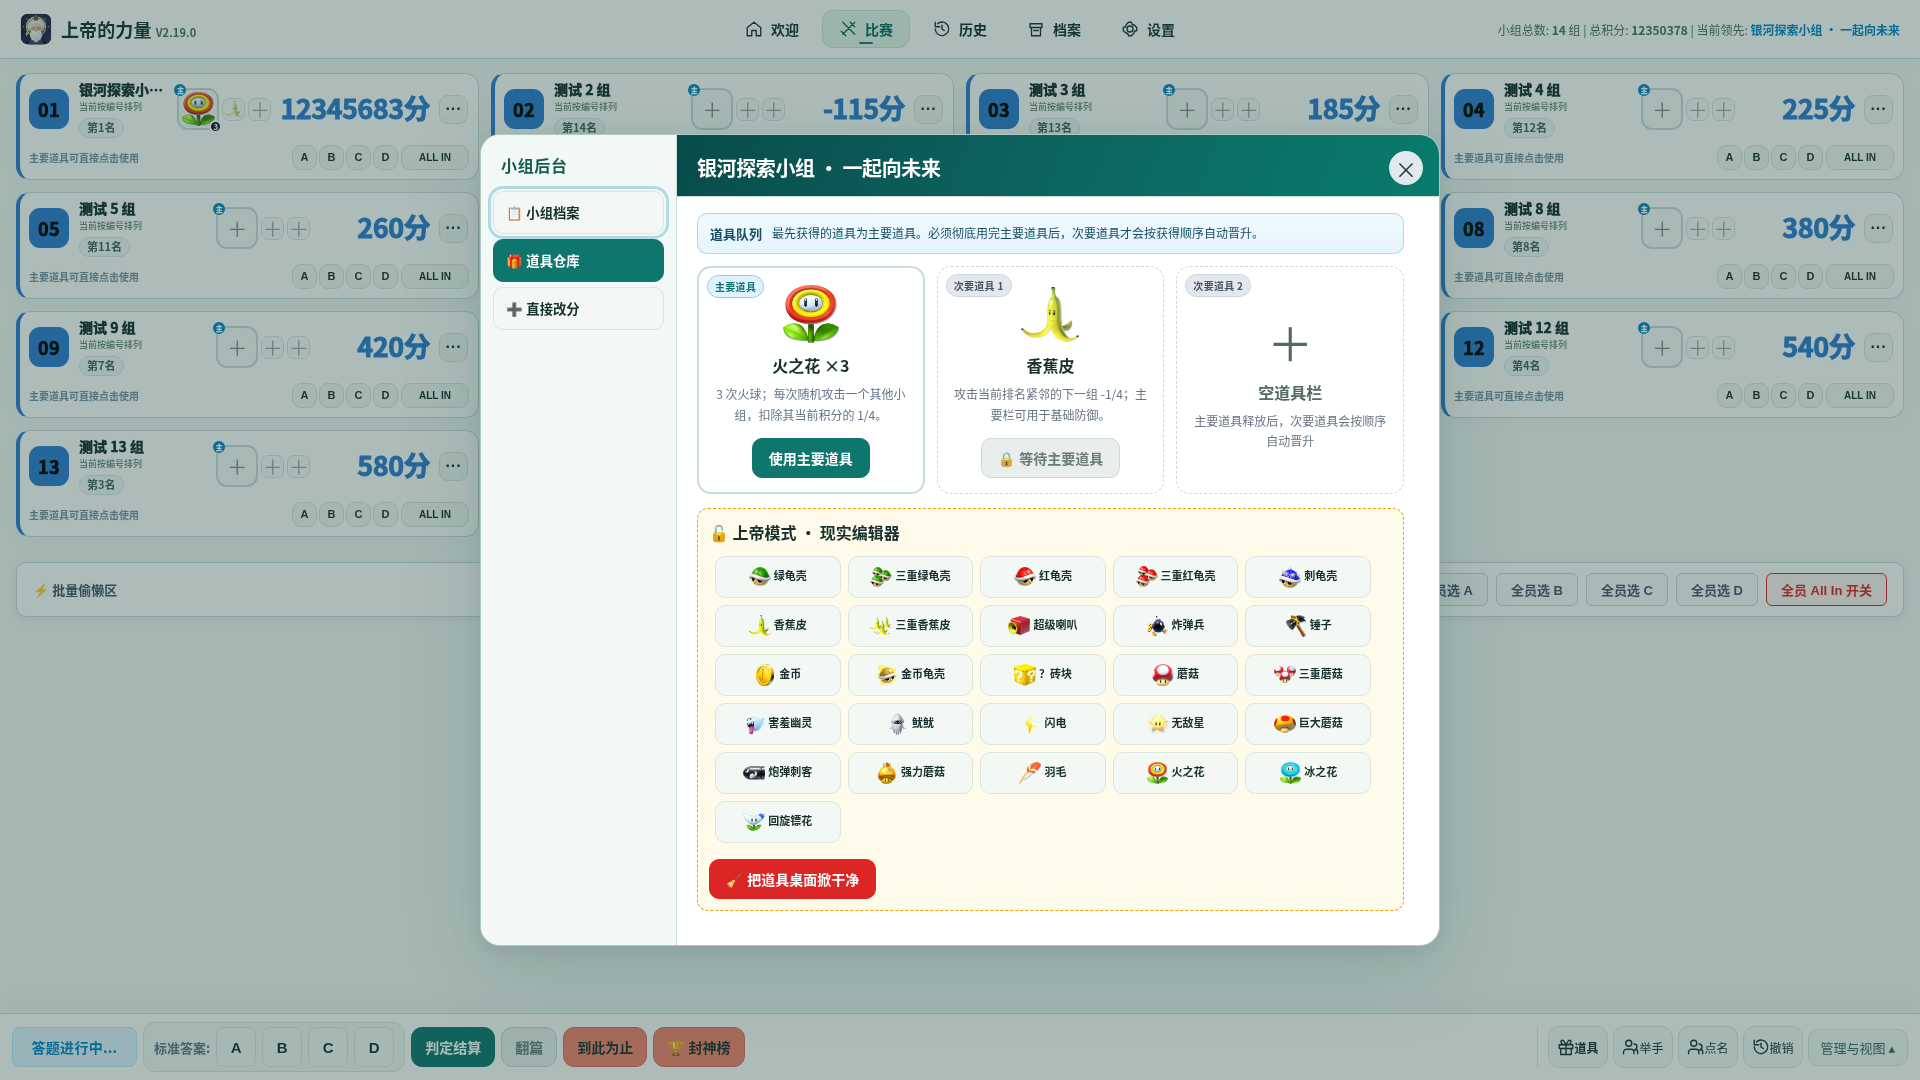 上帝的力量 V2.19.0
欢迎
比赛
历史
档案
设置
小组总数: 14 组 | 总积分: 12350378 | 当前领先: 银河探索小组 · 一起向未来
01
银河探索小…
当前按编号排列
第1名
主
3
12345683分
主要道具可直接点击使用
A B C D ALL IN
02
测试 2 组
当前按编号排列
第14名
主
-115分
03
测试 3 组
当前按编号排列
第13名
主
185分
04
测试 4 组
当前按编号排列
第12名
主
225分
主要道具可直接点击使用
A B C D ALL IN
05
测试 5 组
当前按编号排列
第11名
主
260分
主要道具可直接点击使用
A B C D ALL IN
08
测试 8 组
当前按编号排列
第8名
主
380分
主要道具可直接点击使用
A B C D ALL IN
09
测试 9 组
当前按编号排列
第7名
主
420分
主要道具可直接点击使用
A B C D ALL IN
12
测试 12 组
当前按编号排列
第4名
主
540分
主要道具可直接点击使用
A B C D ALL IN
13
测试 13 组
当前按编号排列
第3名
主
580分
主要道具可直接点击使用
A B C D ALL IN
⚡ 批量偷懒区
员选 A
全员选 B
全员选 C
全员选 D
全员 All In 开关
小组后台
📋 小组档案
🎁 道具仓库
➕ 直接改分
银河探索小组 · 一起向未来
道具队列 最先获得的道具为主要道具。必须彻底用完主要道具后，次要道具才会按获得顺序自动晋升。
主要道具
火之花 ×3
3 次火球；每次随机攻击一个其他小
组，扣除其当前积分的 1/4。
使用主要道具
次要道具 1
香蕉皮
攻击当前排名紧邻的下一组 -1/4；主
要栏可用于基础防御。
🔒 等待主要道具
次要道具 2
空道具栏
主要道具释放后，次要道具会按顺序
自动晋升
🔓 上帝模式 · 现实编辑器
绿龟壳
三重绿龟壳
红龟壳
三重红龟壳
刺龟壳
香蕉皮
三重香蕉皮
超级喇叭
炸弹兵
锤子
金币
金币龟壳
？砖块
蘑菇
三重蘑菇
害羞幽灵
鱿鱿
闪电
无敌星
巨大蘑菇
炮弹刺客
强力蘑菇
羽毛
火之花
冰之花
回旋镖花
🧹 把道具桌面掀干净
答题进行中...
标准答案: A B C D
判定结算
翻篇
到此为止
🏆 封神榜
道具
举手
点名
撤销
管理与视图 ▴